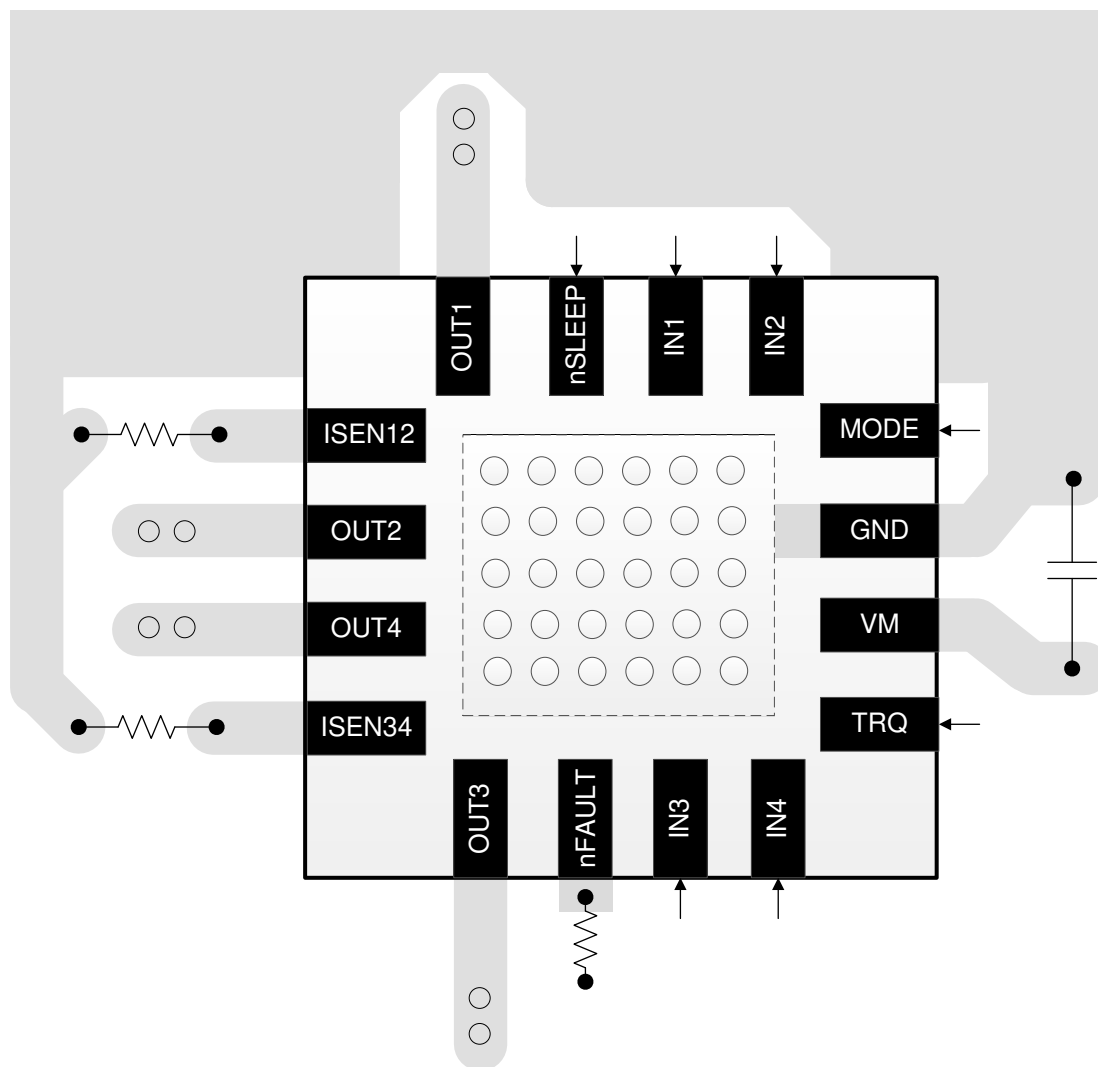 OUT1
nSLEEP
IN1
IN2
ISEN12
MODE
OUT2
GND
OUT4
VM
ISEN34
TRQ
OUT3
nFAULT
IN3
IN4